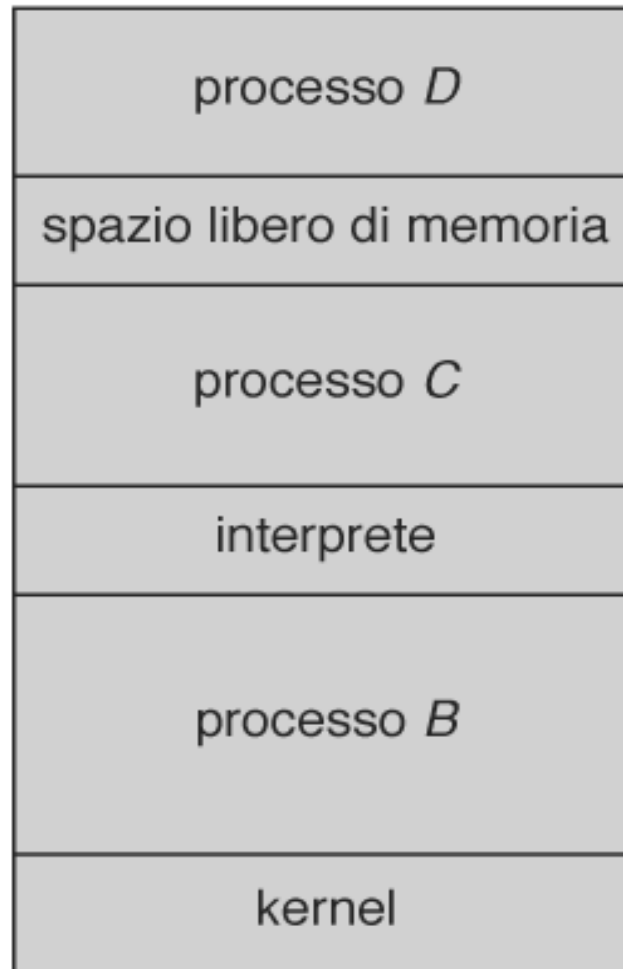 processo D
spazio libero di memoria
processo C
interprete
processo B
kernel